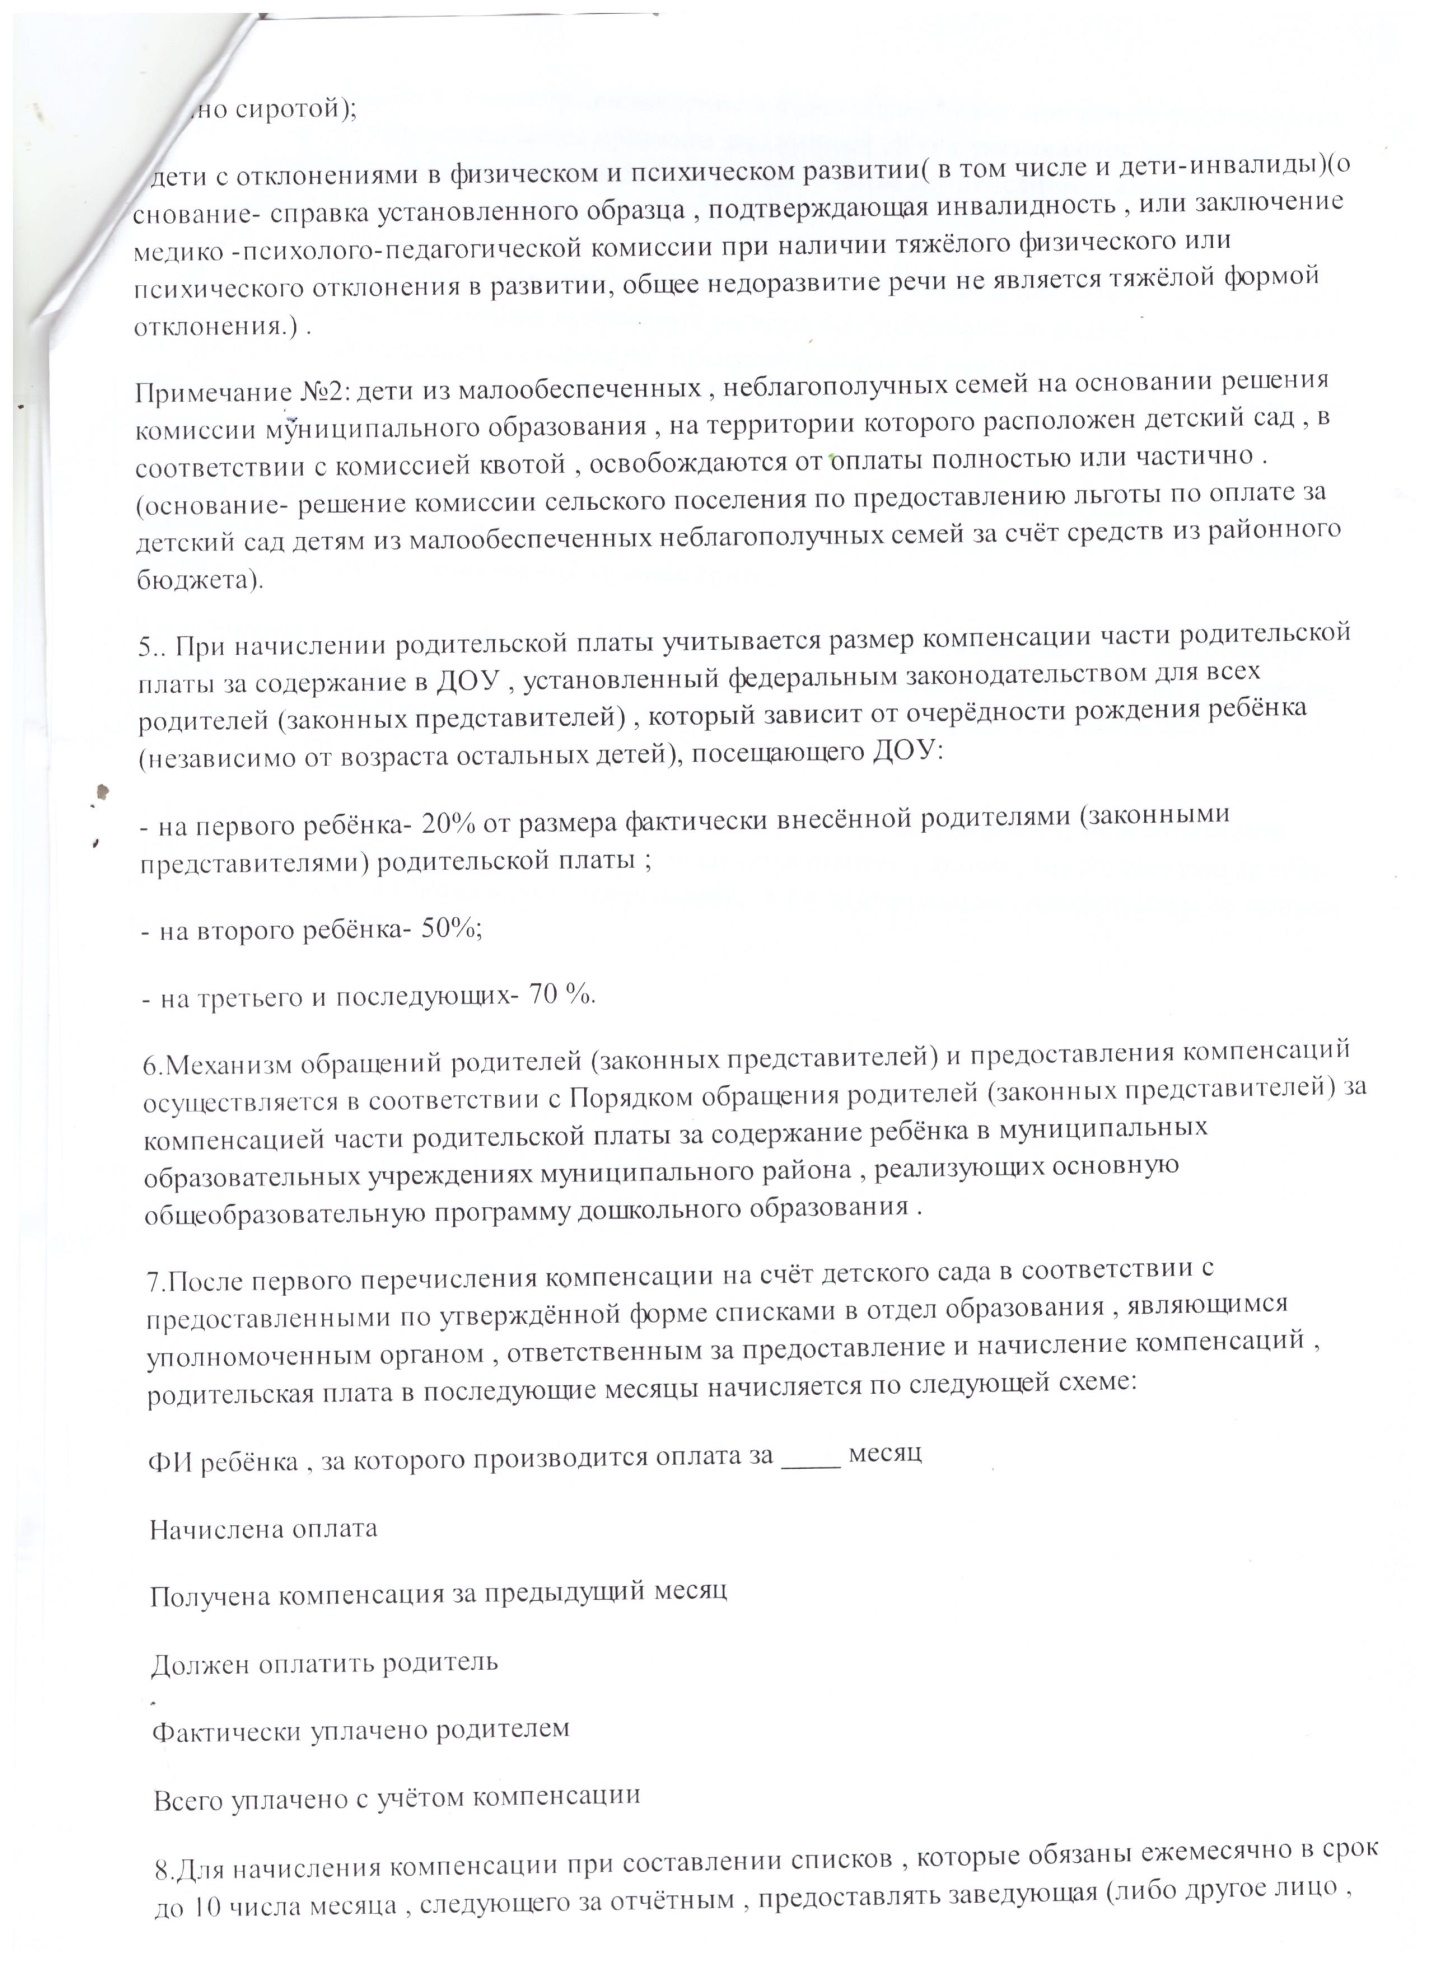 но сиротой);
дети с отклонениями в физическом и психическом развитии( в том числе и дети-инвалиды)(о
снование- справка установленного образца , подтверждающая инвалидность , или заключение
медико -психолого-педагогической комиссии при наличии тяжёлого физического или
психического отклонения в развитии, общее недоразвитие речи не является тяжёлой формой
отклонения.) .
Примечание №2: дети из малообеспеченных , неблагополучных семей на основании решения
комиссии муниципального образования , на территории которого расположен детский сад , в
соответствии с комиссией квотой , освобождаются от оплаты полностью или частично .
(основание- решение комиссии сельского поселения по предоставлению льготы по оплате за
детский сад детям из малообеспеченных неблагополучных семей за счёт средств из районного
бюджета).
5.. При начислении родительской платы учитывается размер компенсации части родительской
платы за содержание в ДОУ , установленный федеральным законодательством для всех
родителей (законных представителей) , который зависит от очерёдности рождения ребёнка
(независимо от возраста остальных детей), посещающего ДОУ:
- на первого ребёнка- 20% от размера фактически внесённой родителями (законными
представителями) родительской платы ;
- на второго ребёнка- 50%;
- на третьего и последующих- 70 %.
6.Механизм обращений родителей (законных представителей) и предоставления компенсаций
осуществляется в соответствии с Порядком обращения родителей (законных представителей) за
компенсацией части родительской платы за содержание ребёнка в муниципальных
образовательных учреждениях муниципального района , реализующих основную
общеобразовательную программу дошкольного образования .
7.После первого перечисления компенсации на счёт детского сада в соответствии с
предоставленными по утверждённой форме списками в отдел образования , являющимся
уполномоченным органом , ответственным за предоставление и начисление компенсаций ,
родительская плата в последующие месяцы начисляется по следующей схеме:
ФИ ребёнка , за которого производится оплата за ____ месяц
Начислена оплата
Получена компенсация за предыдущий месяц
Должен оплатить родитель
Фактически уплачено родителем
Всего уплачено с учётом компенсации
8.Для начисления компенсации при составлении списков , которые обязаны ежемесячно в срок
до 10 числа месяца , следующего за отчётным , предоставлять заведующая (либо другое лицо ,